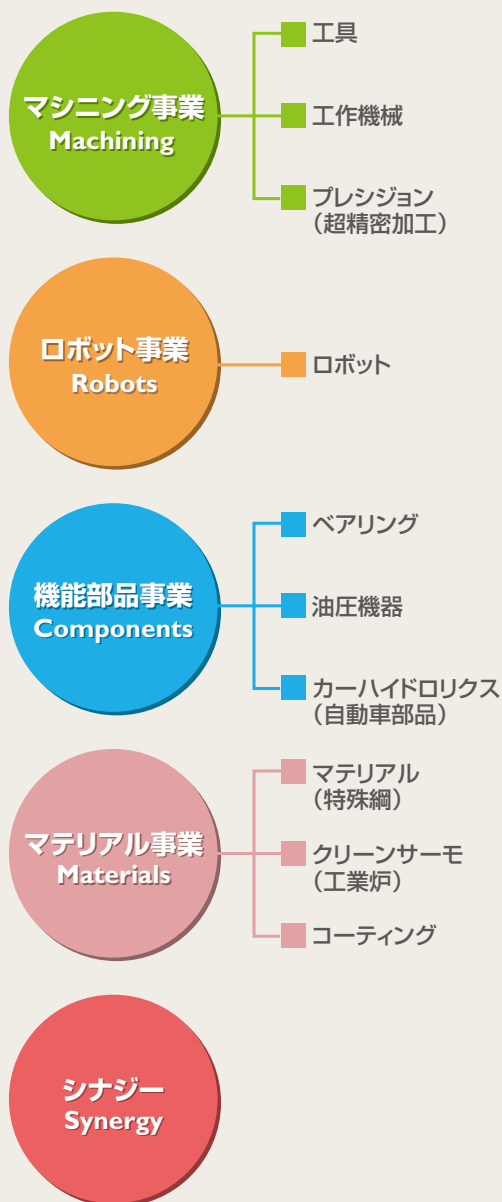 マシニング事業
Machining
工具
工作機械
プレシジョン
（超精密加工）
ロボット事業
Robots
ロボット
機能部品事業
Components
ベアリング
油圧機器
カーハイドロリクス
（自動車部品）
マテリアル事業
Materials
マテリアル
（特殊綱）
クリーンサーモ
（工業炉）
コーティング
シナジー
Synergy